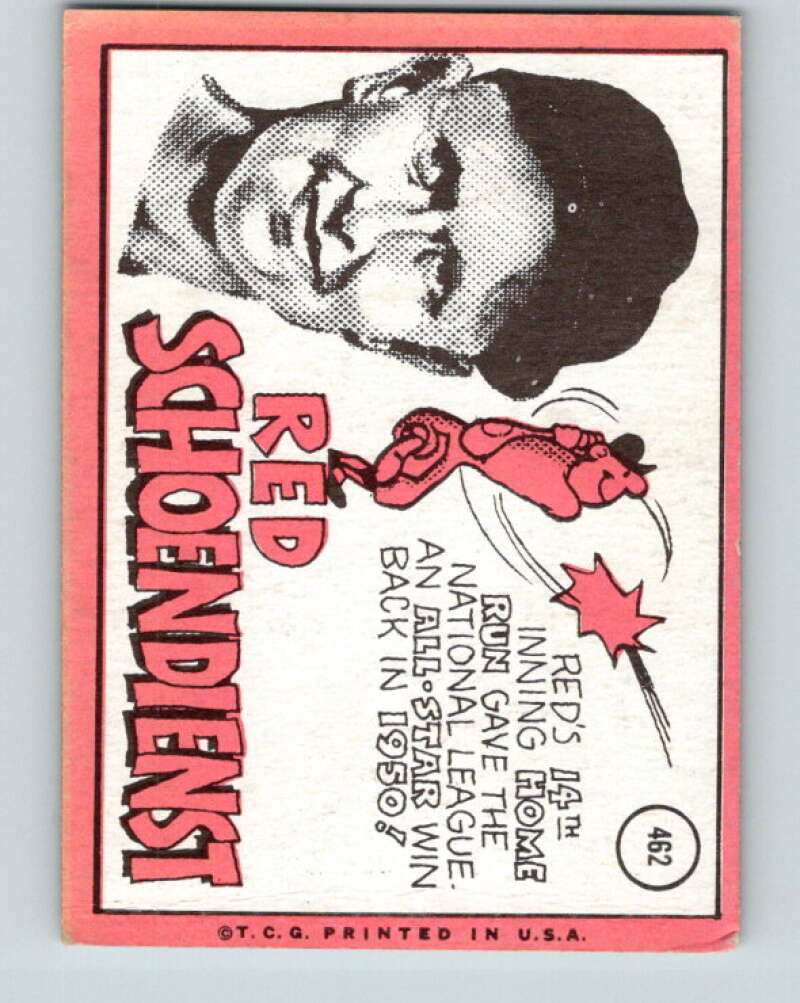 462
RED'S 14TH
INNING HOME
RUN GAVE THE
NATIONAL LEAGUE
AN ALL-STAR WIN
BACK IN 1950!
RED
SCHOENDIENST
©T.C.G. PRINTED IN U.S.A.